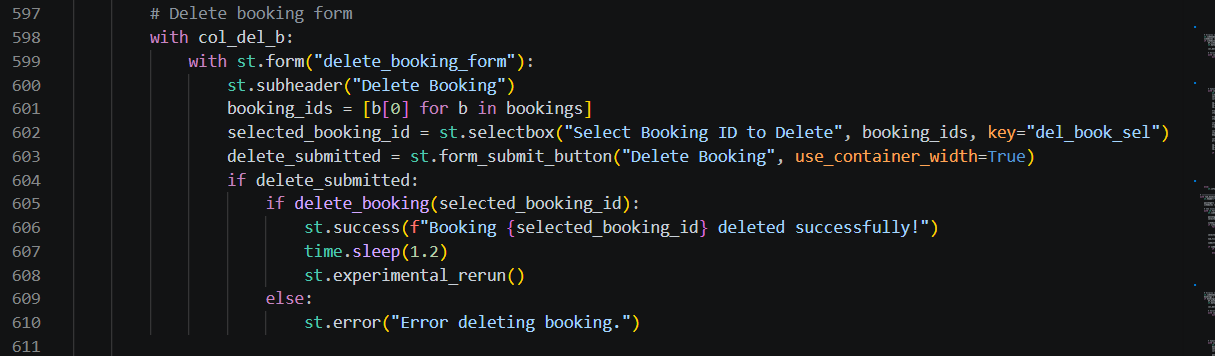 597 # Delete booking form
598 with col_del_b:
599 with st.form("delete_booking_form"):
600 st.subheader("Delete Booking")
601 booking_ids = [b[0] for b in bookings]
602 selected_booking_id = st.selectbox("Select Booking ID to Delete", booking_ids, key="del_book_sel")
603 delete_submitted = st.form_submit_button("Delete Booking", use_container_width=True)
604 if delete_submitted:
605 if delete_booking(selected_booking_id):
606 st.success(f"Booking {selected_booking_id} deleted successfully!")
607 time.sleep(1.2)
608 st.experimental_rerun()
609 else:
610 st.error("Error deleting booking.")
611